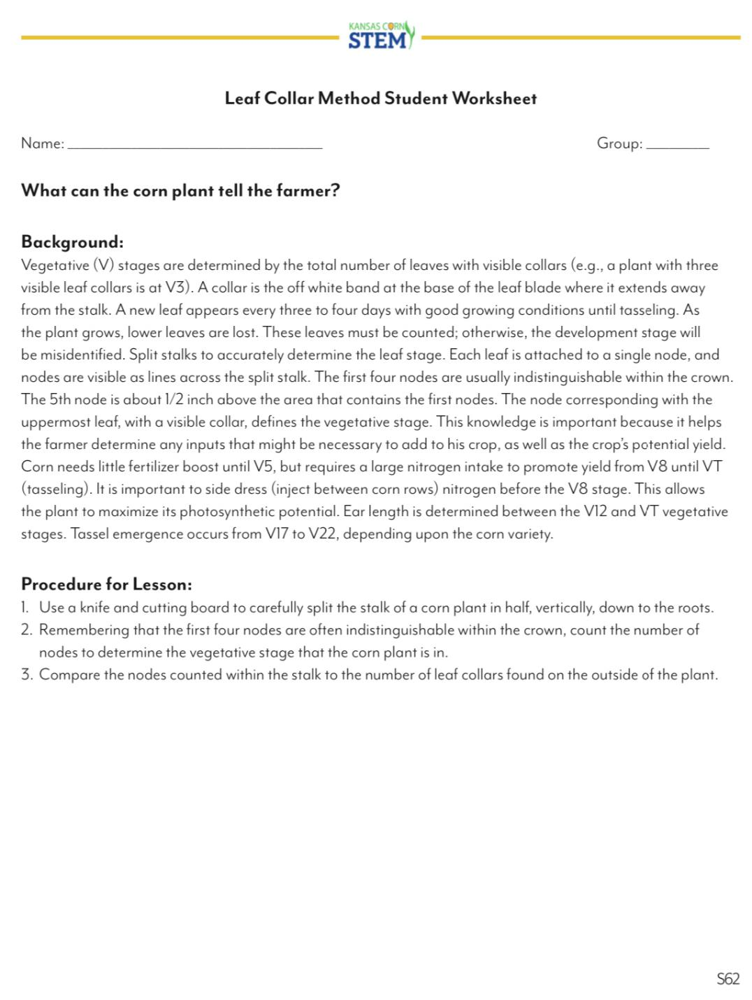 KANSAS CORN
STEM
Leaf Collar Method Student Worksheet
Name: ___________________________________ Group: _________
What can the corn plant tell the farmer?
Background:
Vegetative (V) stages are determined by the total number of leaves with visible collars (e.g., a plant with three
visible leaf collars is at V3). A collar is the off white band at the base of the leaf blade where it extends away
from the stalk. A new leaf appears every three to four days with good growing conditions until tasseling. As
the plant grows, lower leaves are lost. These leaves must be counted; otherwise, the development stage will
be misidentified. Split stalks to accurately determine the leaf stage. Each leaf is attached to a single node, and
nodes are visible as lines across the split stalk. The first four nodes are usually indistinguishable within the crown.
The 5th node is about 1/2 inch above the area that contains the first nodes. The node corresponding with the
uppermost leaf, with a visible collar, defines the vegetative stage. This knowledge is important because it helps
the farmer determine any inputs that might be necessary to add to his crop, as well as the crop's potential yield.
Corn needs little fertilizer boost until V5, but requires a large nitrogen intake to promote yield from V8 until VT
(tasseling). It is important to side dress (inject between corn rows) nitrogen before the V8 stage. This allows
the plant to maximize its photosynthetic potential. Ear length is determined between the V12 and VT vegetative
stages. Tassel emergence occurs from V17 to V22, depending upon the corn variety.
Procedure for Lesson:
1. Use a knife and cutting board to carefully split the stalk of a corn plant in half, vertically, down to the roots.
2. Remembering that the first four nodes are often indistinguishable within the crown, count the number of
nodes to determine the vegetative stage that the corn plant is in.
3. Compare the nodes counted within the stalk to the number of leaf collars found on the outside of the plant.
S62